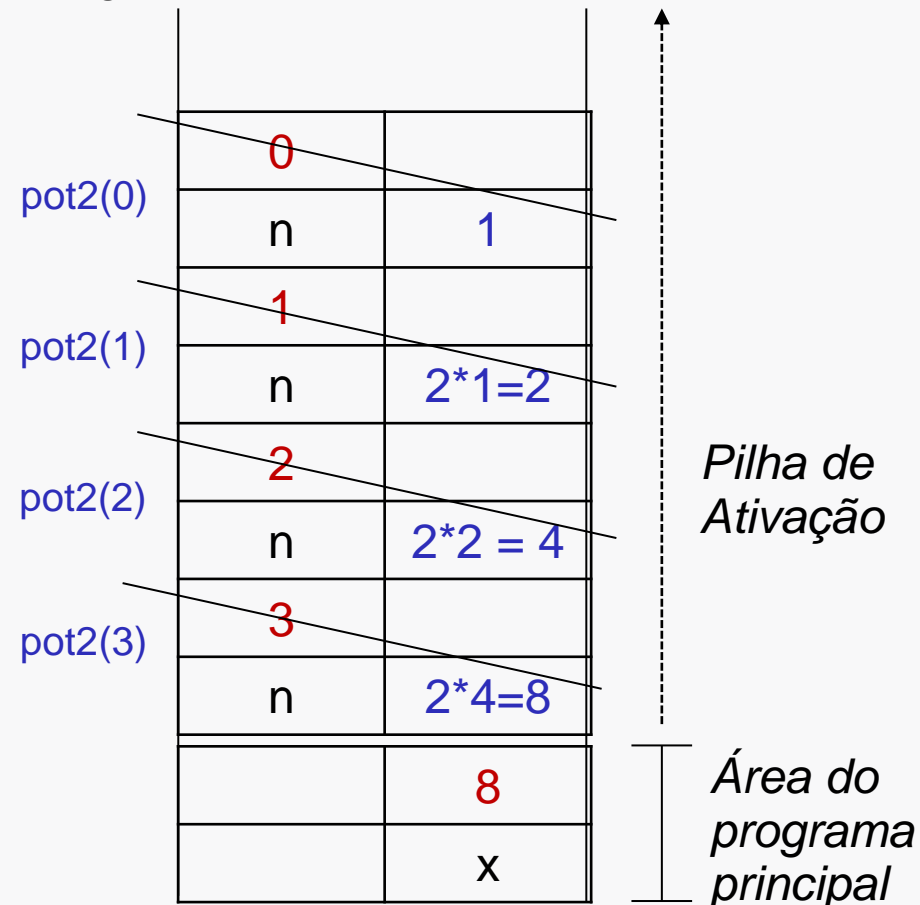 0
pot2(0)
n 1
1
pot2(1)
n 2*1=2
2
pot2(2)
n 2*2 = 4
3
pot2(3)
n 2*4=8
8
x
Pilha de
Ativação
Área do
programa
principal